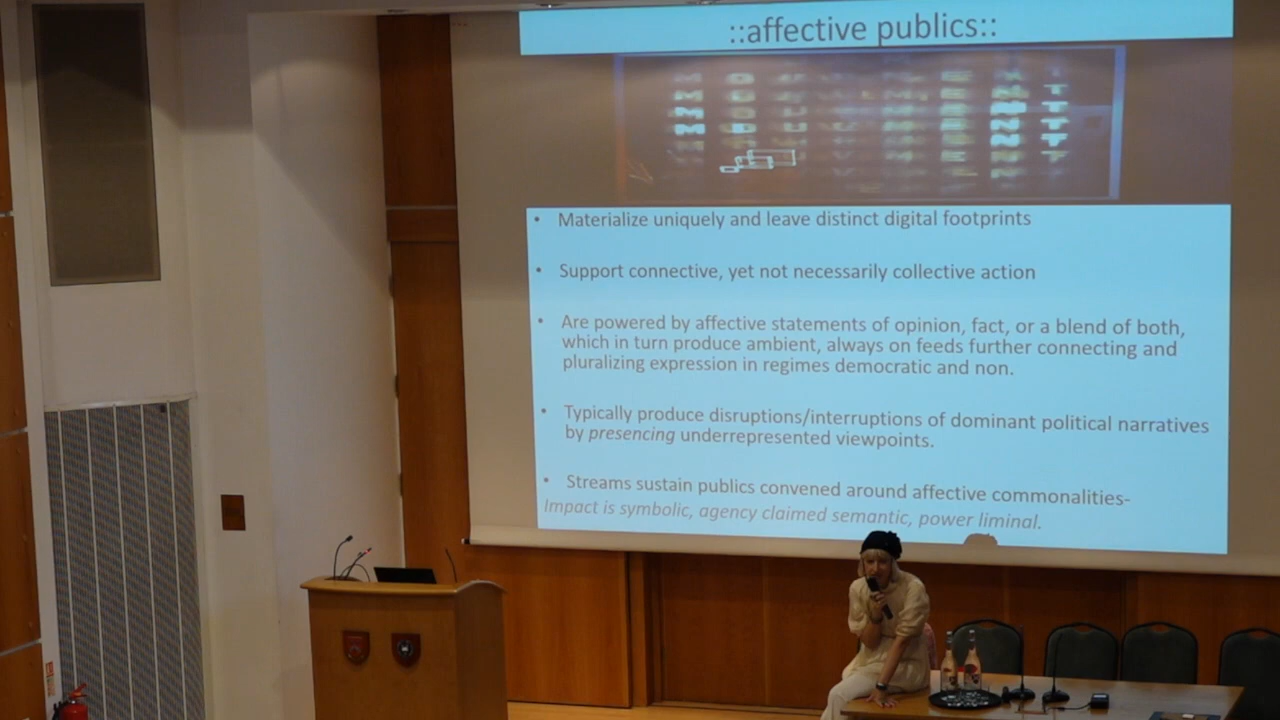 ::affective publics::
• Materialize uniquely and leave distinct digital footprints
• Support connective, yet not necessarily collective action
• Are powered by affective statements of opinion, fact, or a blend of both,
which in turn produce ambient, always on feeds further connecting and
pluralizing expression in regimes democratic and non.
• Typically produce disruptions/interruptions of dominant political narratives
by presencing underrepresented viewpoints.
• Streams sustain publics convened around affective commonalities-
Impact is symbolic, agency claimed semantic, power liminal.